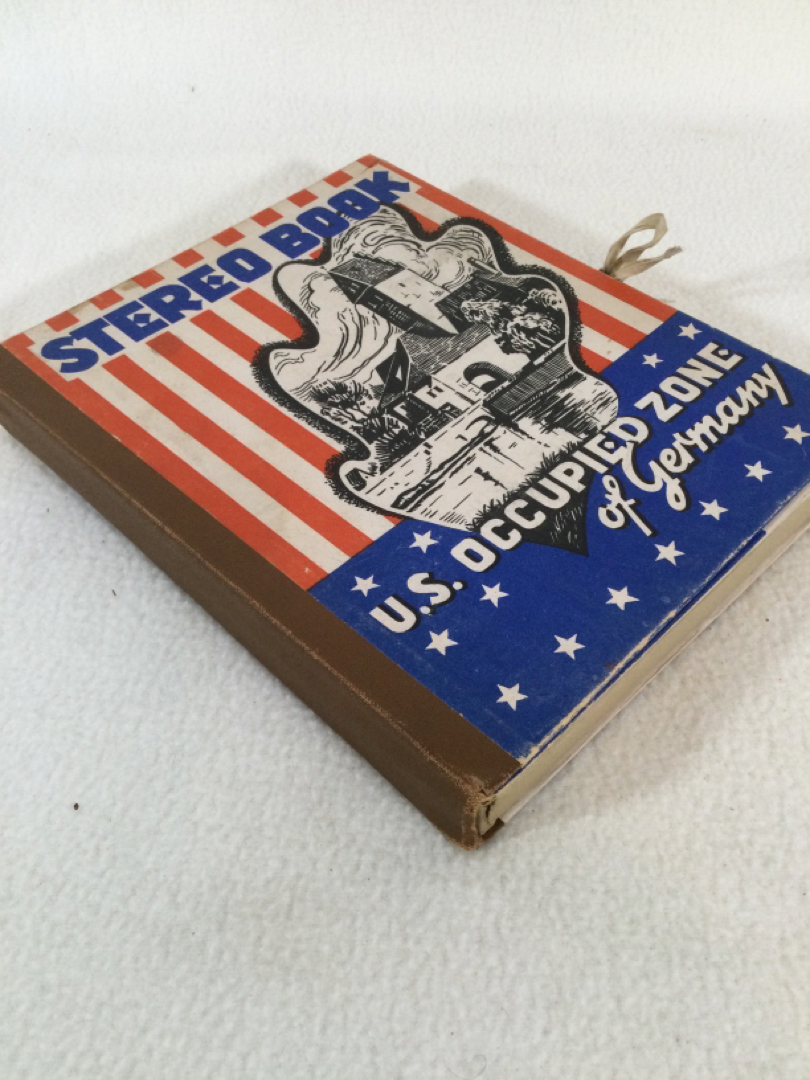 STEREO BOOK
U.S. OCCUPIED ZONE
of Germany